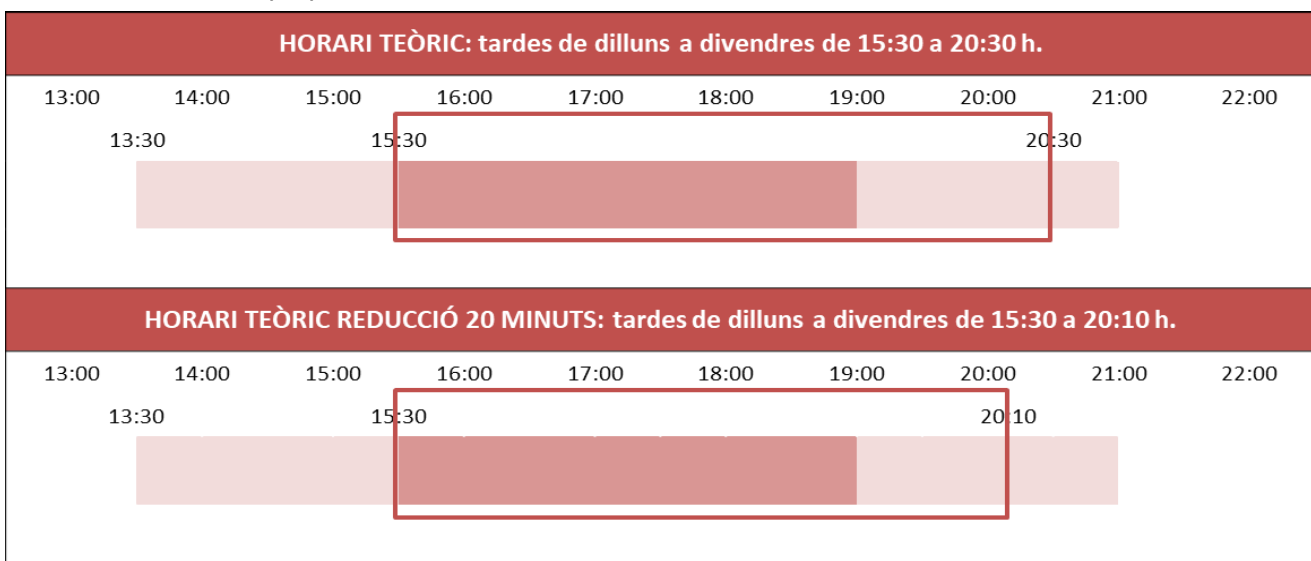 HORARI TEÒRIC: tardes de dilluns a divendres de 15:30 a 20:30 h.
13:00 14:00 15:00 16:00 17:00 18:00 19:00 20:00 21:00 22:00
13:30 15:30 20:30
HORARI TEÒRIC REDUCCIÓ 20 MINUTS: tardes de dilluns a divendres de 15:30 a 20:10 h.
13:00 14:00 15:00 16:00 17:00 18:00 19:00 20:00 21:00 22:00
13:30 15:30 20:10